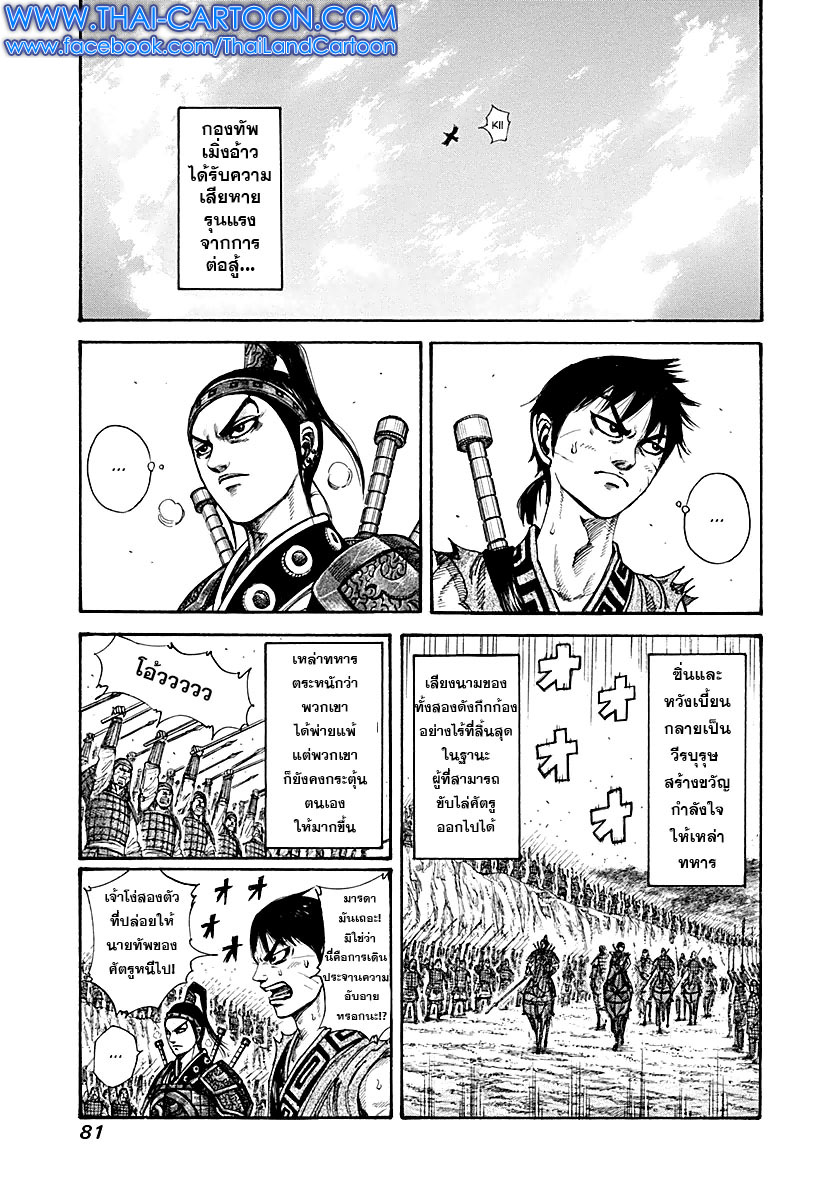 WWW.THAI-CARTOON.COM
www.facebook.com/ThaiLandCartoon
KII
กองทัพ
เมิ่งอ้าว
ได้รับความ
เสียหาย
รุนแรง
จากการ
ต่อสู้...
...
...
ซิ่นและ
หวังเบี้ยน
กลายเป็น
วีรบุรุษ
สร้างขวัญ
กำลังใจ
ให้เหล่า
ทหาร
オ
オ
オ
オ
เสียงนามของ
ทั้งสองดังกึกก้อง
อย่างไร้ที่สิ้นสุด
ในฐานะ
ผู้ที่สามารถ
ขับไล่ศัตรู
ออกไปได้
เหล่าทหาร
ตระหนักว่า
พวกเขา
ได้พ่ายแพ้
แต่พวกเขา
ก็ยังคงกระตุ้น
ตนเอง
ให้มากขึ้น
โอ้ววววว
มารดา
มันเถอะ!
มิใช่ว่า
นี่คือการเดิน
ประจานความ
อับอาย
หรอกนะ!?
オ
オ
オ
オ
เจ้าโง่สองตัว
ที่ปล่อยให้
นายทัพของ
ศัตรูหนีไป!
...
81